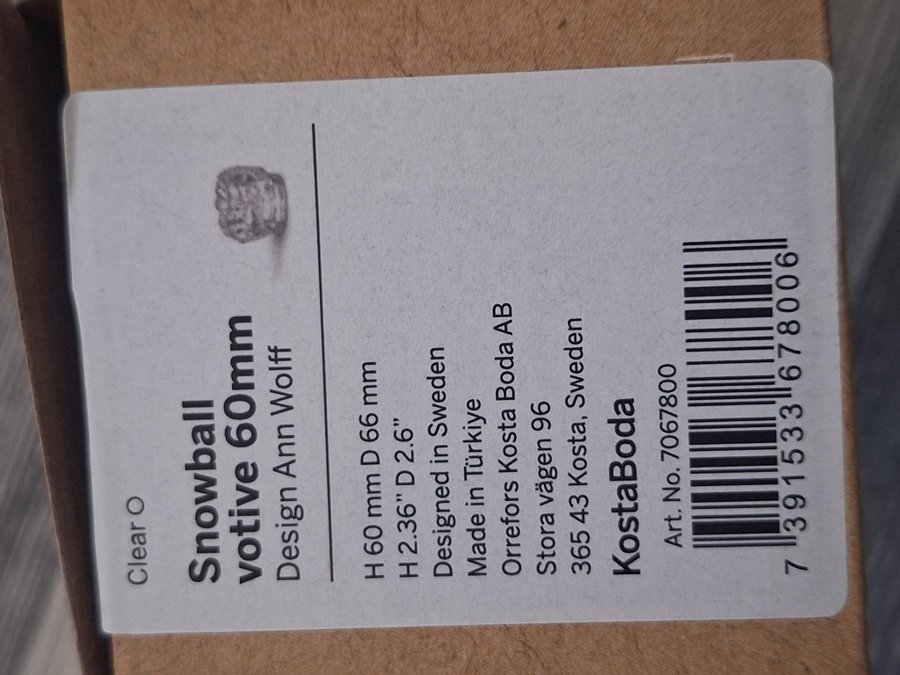 Clear
Snowball
votive 60mm
Design Ann Wolff
H 60 mm D 66 mm
H 2.36" D 2.6"
Designed in Sweden
Made in Türkiye
Orrefors Kosta Boda AB
Stora vägen 96
365 43 Kosta, Sweden
KostaBoda
Art. No. 7067800
7 391533 678006